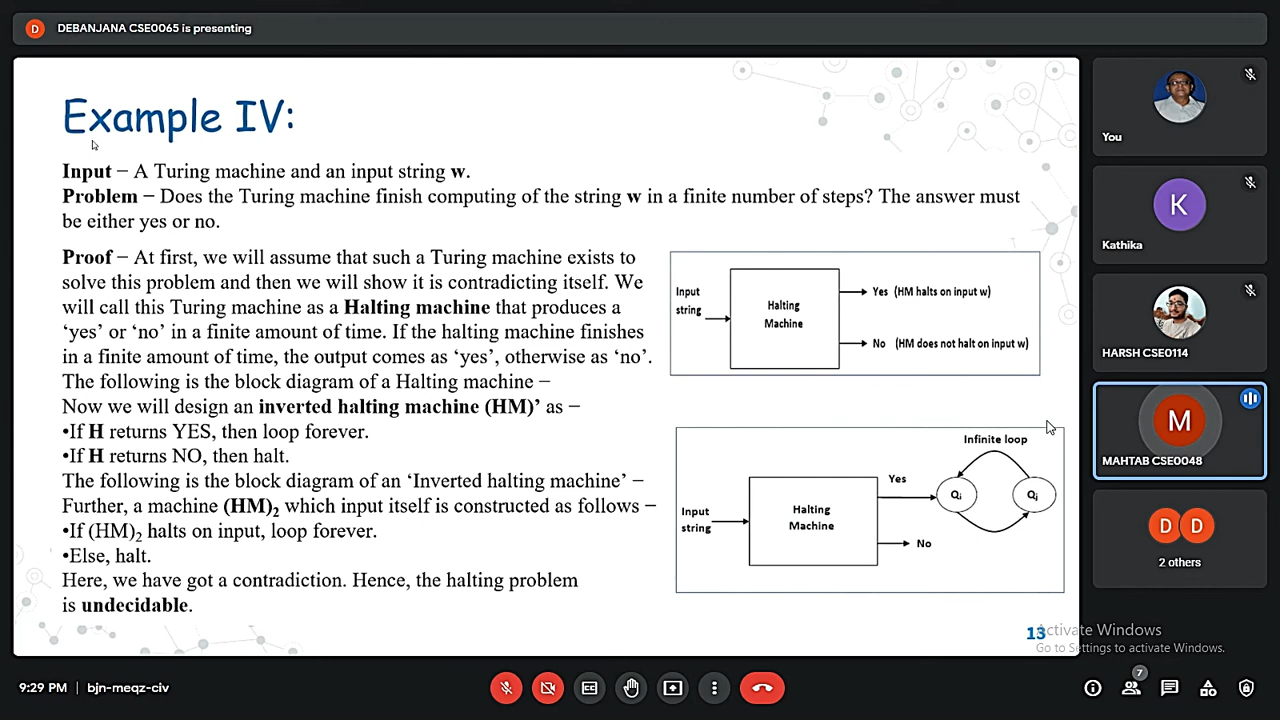 D DEBANJANA CSE0065 is presenting
Example IV:
Input – A Turing machine and an input string w.
Problem – Does the Turing machine finish computing of the string w in a finite number of steps? The answer must
be either yes or no.
Proof – At first, we will assume that such a Turing machine exists to
solve this problem and then we will show it is contradicting itself. We
will call this Turing machine as a Halting machine that produces a
‘yes’ or ‘no’ in a finite amount of time. If the halting machine finishes
in a finite amount of time, the output comes as ‘yes’, otherwise as ‘no’.
The following is the block diagram of a Halting machine –
Now we will design an inverted halting machine (HM)’ as –
•If H returns YES, then loop forever.
•If H returns NO, then halt.
The following is the block diagram of an ‘Inverted halting machine’ –
Further, a machine (HM)₂ which input itself is constructed as follows –
•If (HM)₂ halts on input, loop forever.
•Else, halt.
Here, we have got a contradiction. Hence, the halting problem
is undecidable.
Input
string
Halting
Machine
Yes (HM halts on input w)
No (HM does not halt on input w)
Infinite loop
Input
string
Halting
Machine
Yes
Qi
Qj
No
13
Activate Windows
Go to Settings to activate Windows.
You
K
Kathika
HARSH CSE0114
M
MAHTAB CSE0048
D D
2 others
9:29 PM | bjn-meqz-civ
7